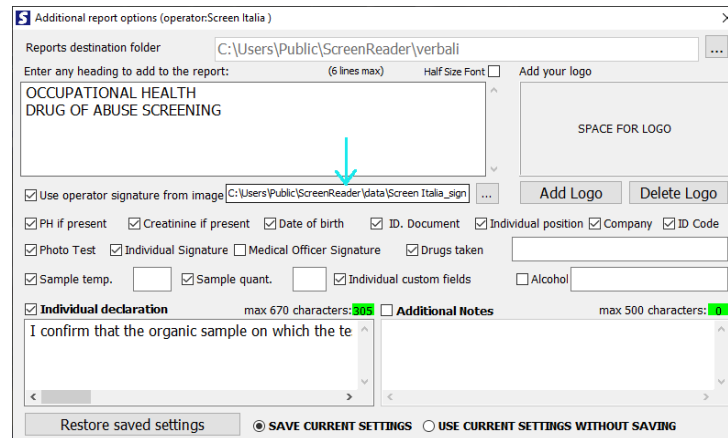 Additional report options (operator:Screen Italia )
Reports destination folder
C:\Users\Public\ScreenReader\verbali
...
Enter any heading to add to the report:
(6 lines max)
Half Size Font
Add your logo
OCCUPATIONAL HEALTH
DRUG OF ABUSE SCREENING
SPACE FOR LOGO
Use operator signature from image
C:\Users\Public\ScreenReader\data\Screen Italia_sign
...
Add Logo
Delete Logo
PH if present
Creatinine if present
Date of birth
ID. Document
Individual position
Company
ID Code
Photo Test
Individual Signature
Medical Officer Signature
Drugs taken
Sample temp.
Sample quant.
Individual custom fields
Alcohol
Individual declaration
max 670 characters:
305
Additional Notes
max 500 characters:
0
I confirm that the organic sample on which the te
Restore saved settings
SAVE CURRENT SETTINGS
USE CURRENT SETTINGS WITHOUT SAVING